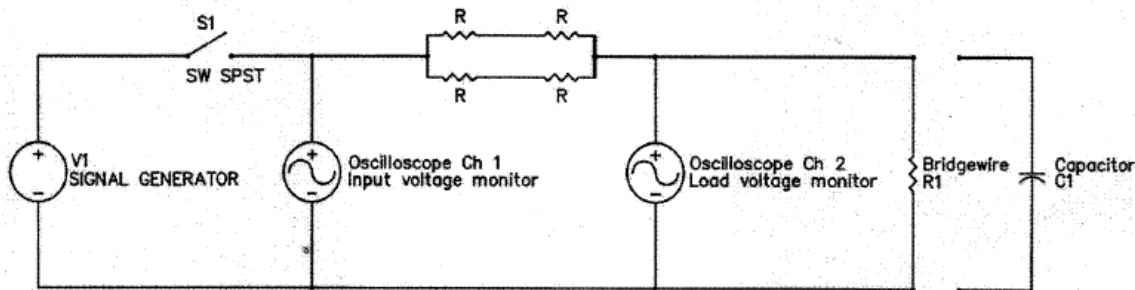 S1
SW SPST
R
R
R
R
V1
SIGNAL GENERATOR
Oscilloscope Ch 1
Input voltage monitor
Oscilloscope Ch 2
Load voltage monitor
Bridgewire
R1
Capacitor
C1